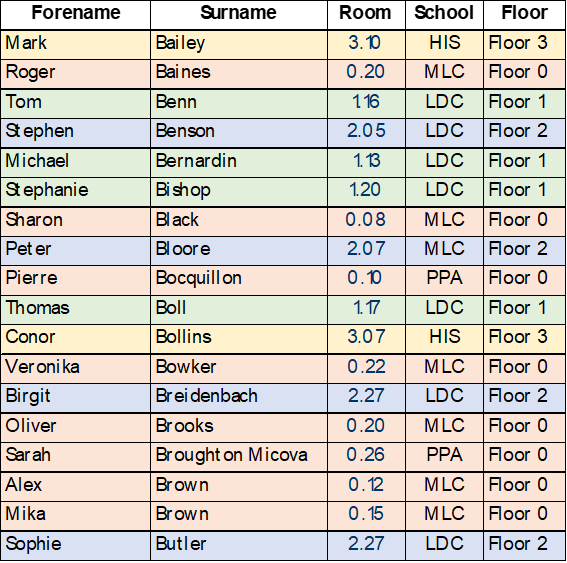 Forename Surname Room School Floor
Mark Bailey 3.10 HIS Floor 3
Roger Baines 0.20 MLC Floor 0
Tom Benn 1.16 LDC Floor 1
Stephen Benson 2.05 LDC Floor 2
Michael Bernardin 1.13 LDC Floor 1
Stephanie Bishop 1.20 LDC Floor 1
Sharon Black 0.08 MLC Floor 0
Peter Bloore 2.07 MLC Floor 2
Pierre Bocquillon 0.10 PPA Floor 0
Thomas Boll 1.17 LDC Floor 1
Conor Bollins 3.07 HIS Floor 3
Veronika Bowker 0.22 MLC Floor 0
Birgit Breidenbach 2.27 LDC Floor 2
Oliver Brooks 0.20 MLC Floor 0
Sarah Broughton Micova 0.26 PPA Floor 0
Alex Brown 0.12 MLC Floor 0
Mika Brown 0.15 MLC Floor 0
Sophie Butler 2.27 LDC Floor 2